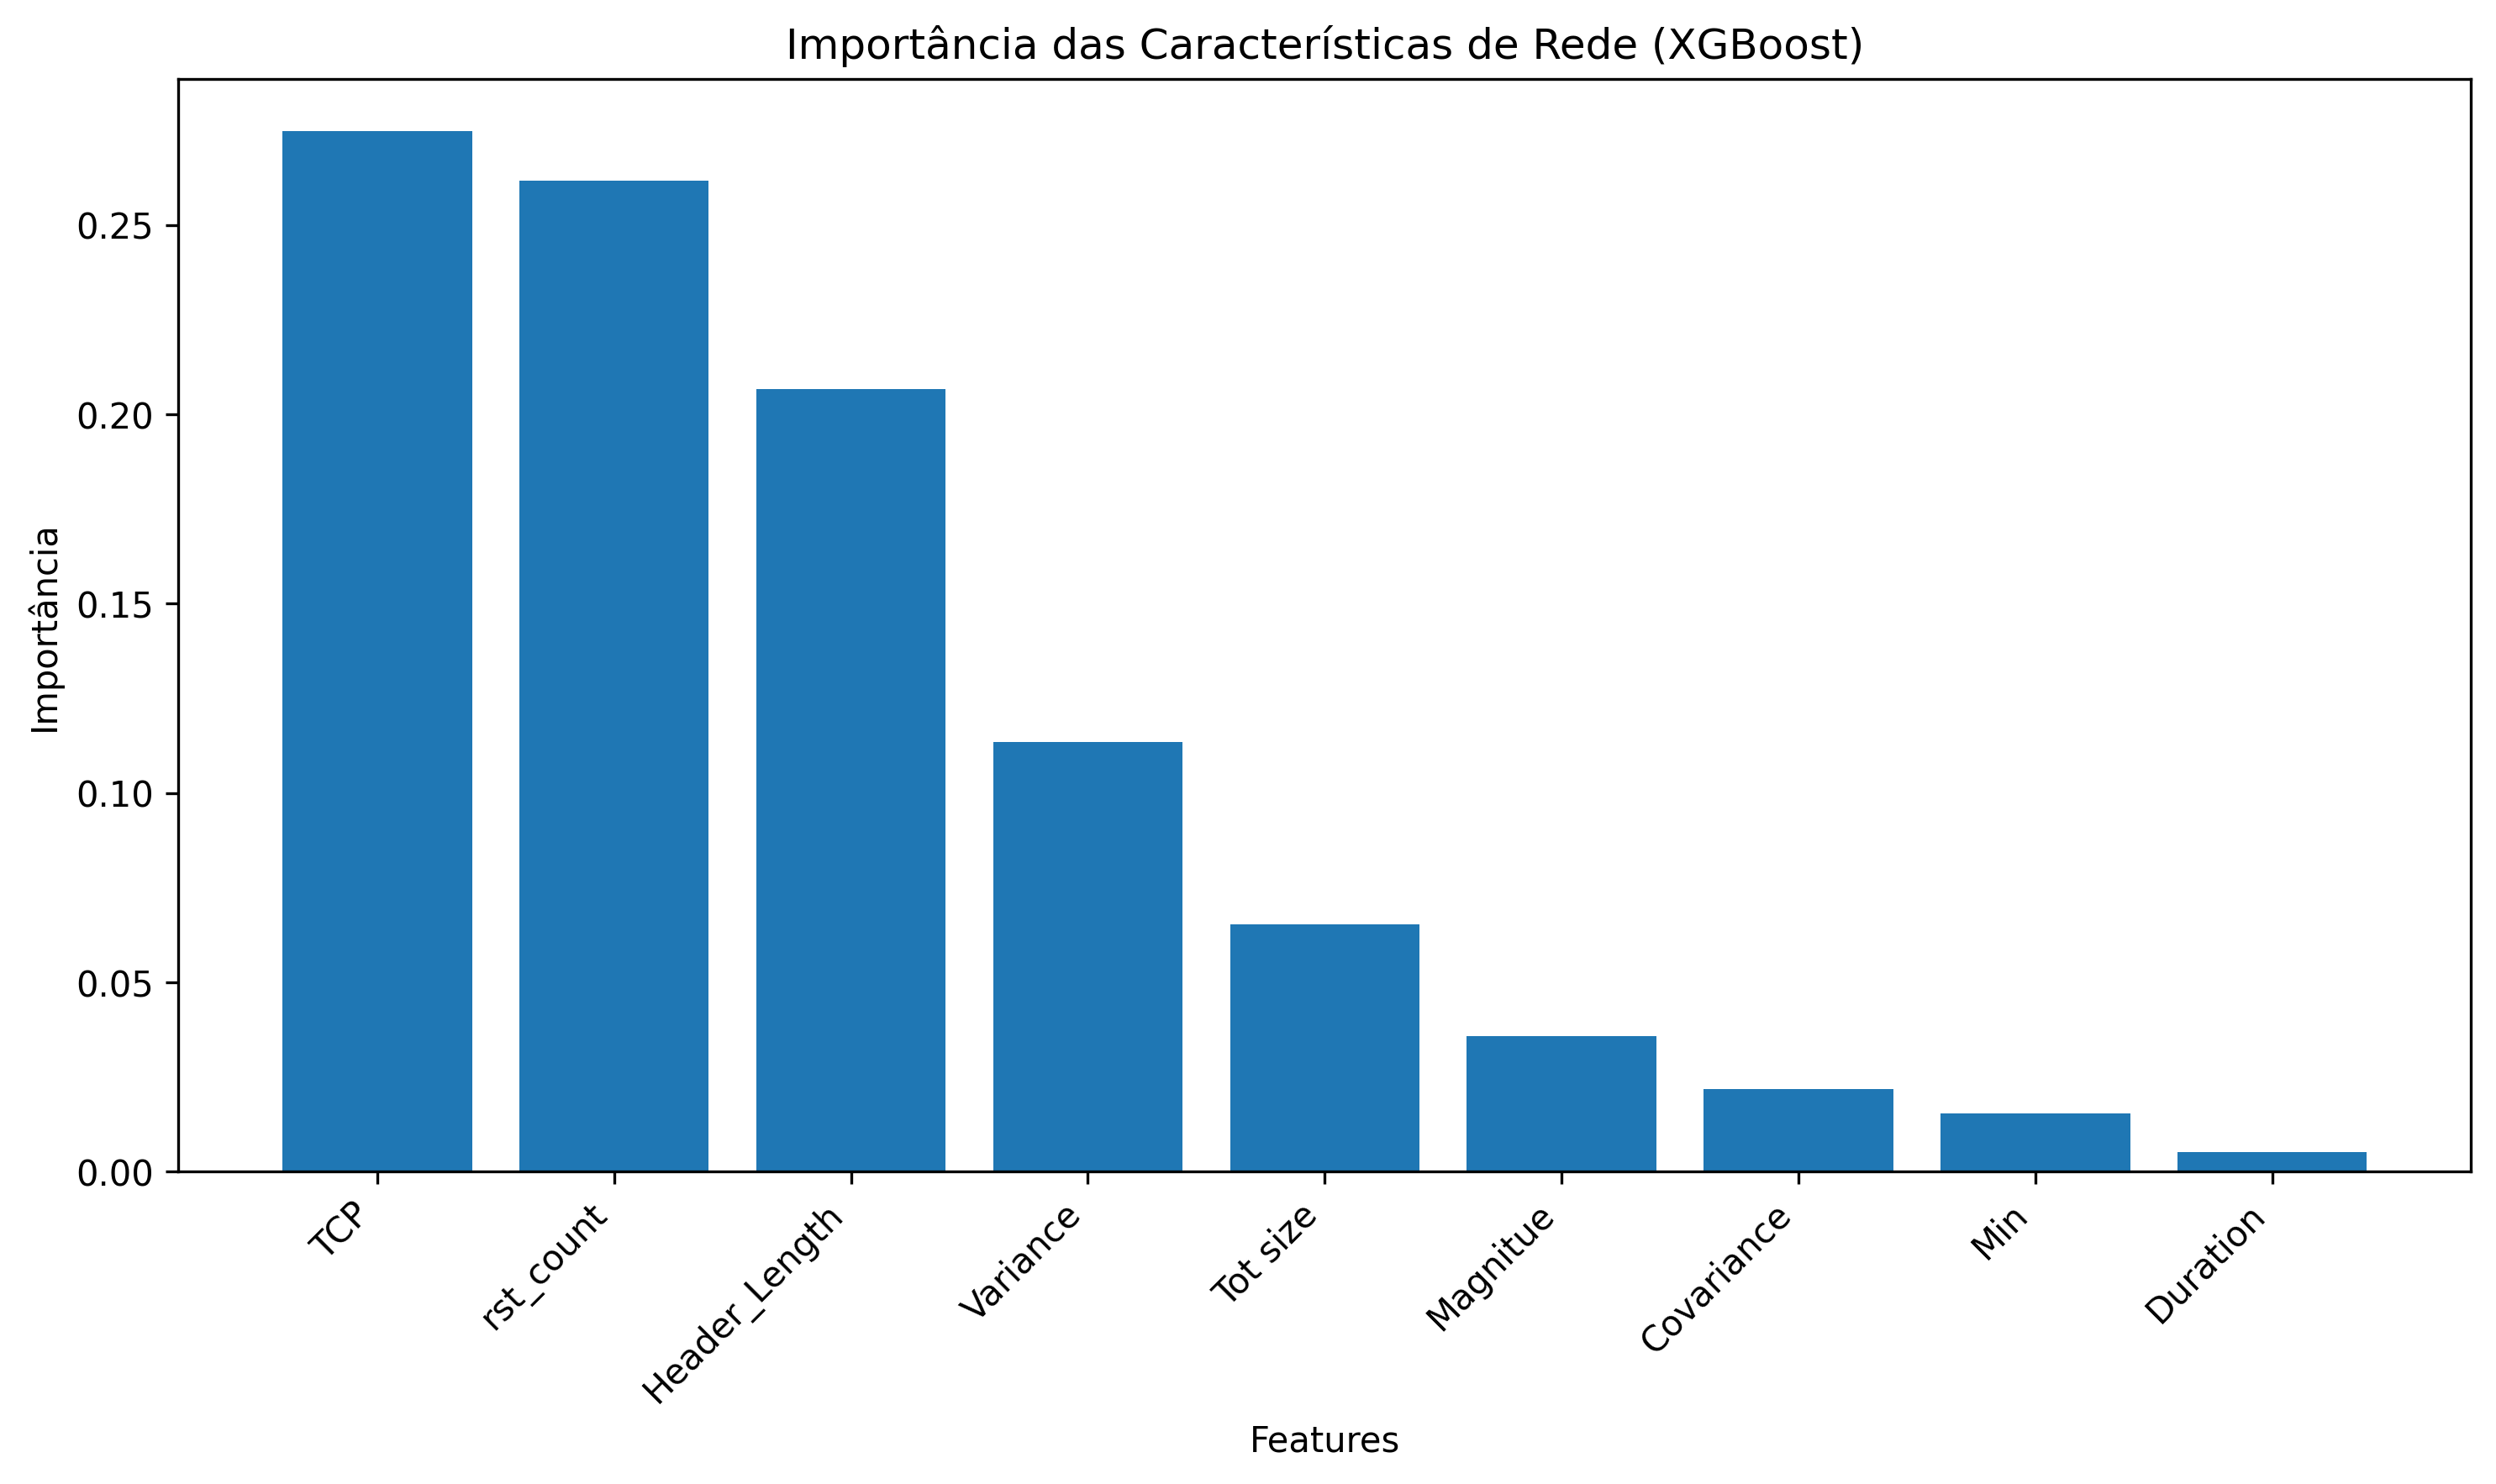 Importância das Características de Rede (XGBoost)
Importância
0.25
0.20
0.15
0.10
0.05
0.00
TCP
rst_count
Header_Length
Variance
Tot size
Magnitue
Covariance
Min
Duration
Features